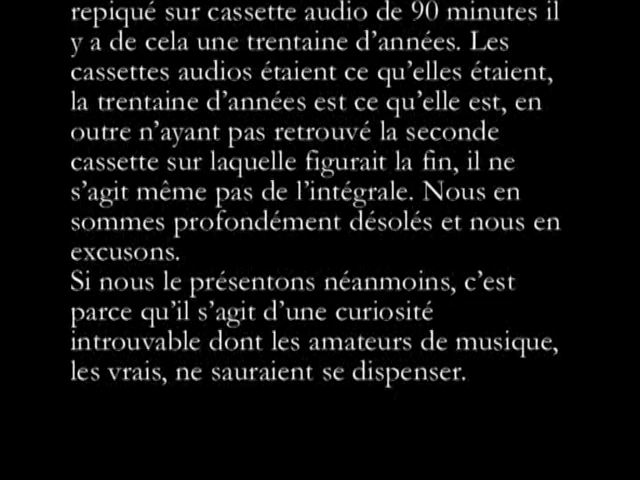 repiqué sur cassette audio de 90 minutes il
y a de cela une trentaine d’années. Les
cassettes audios étaient ce qu’elles étaient,
la trentaine d’années est ce qu’elle est, en
outre n’ayant pas retrouvé la seconde
cassette sur laquelle figurait la fin, il ne
s’agit même pas de l’intégrale. Nous en
sommes profondément désolés et nous en
excusons.
Si nous le présentons néanmoins, c’est
parce qu’il s’agit d’une curiosité
introuvable dont les amateurs de musique,
les vrais, ne sauraient se dispenser.